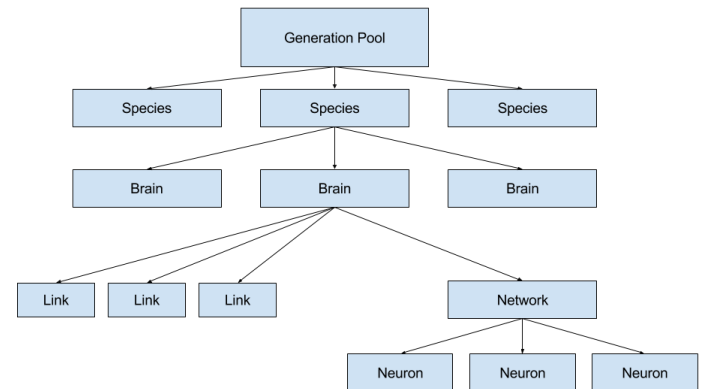 Generation Pool
Species
Species
Species
Brain
Brain
Brain
Link
Link
Link
Network
Neuron
Neuron
Neuron